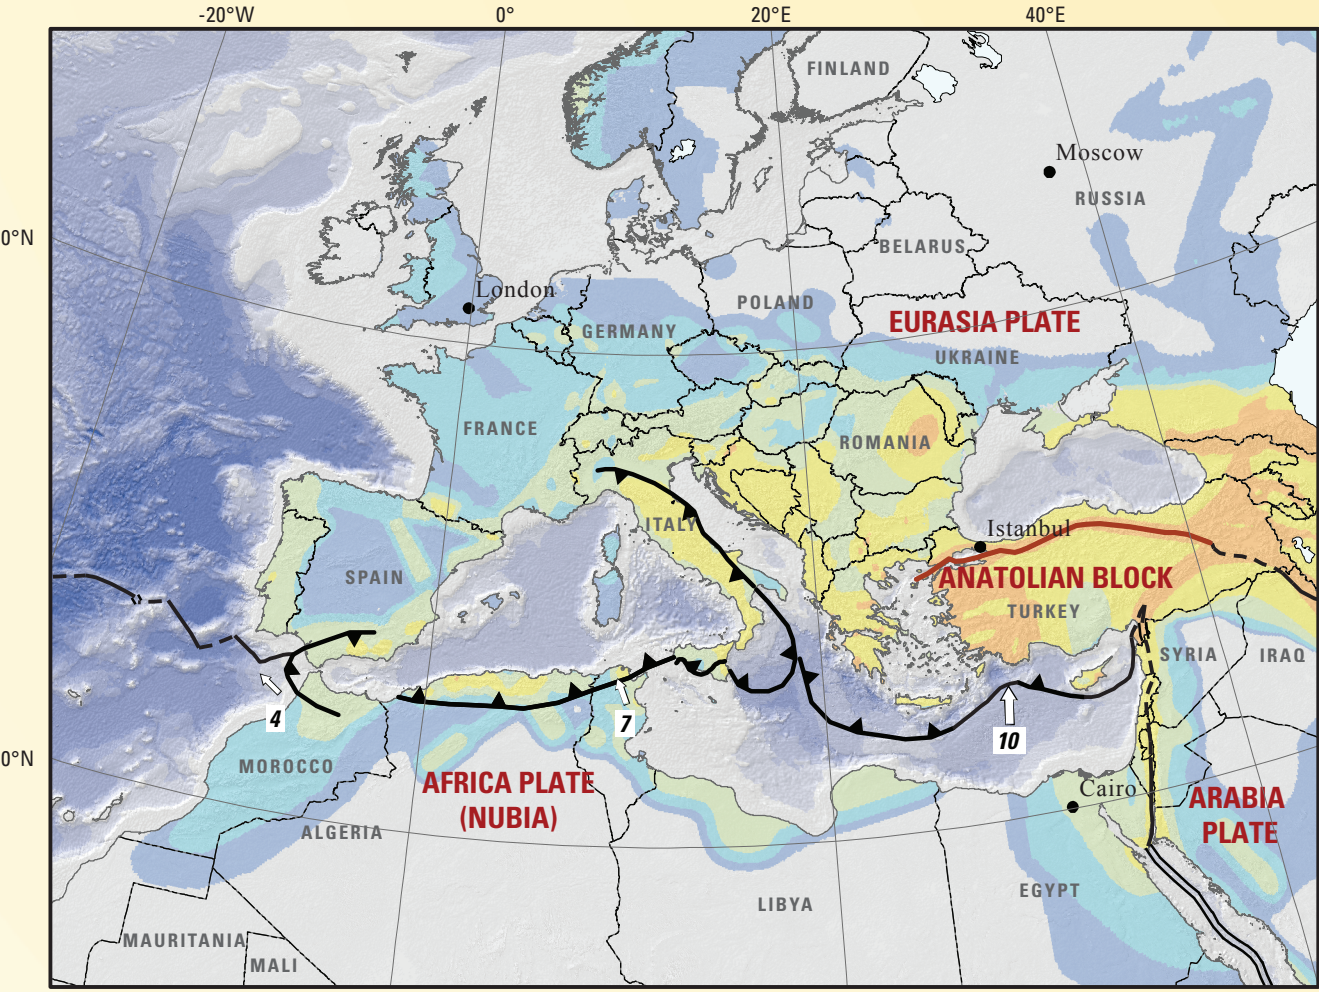 -20°W
0°
20°E
40°E
FINLAND
Moscow
RUSSIA
0°N
BELARUS
London
POLAND
GERMANY
EURASIA PLATE
UKRAINE
FRANCE
ROMANIA
ITALY
Istanbul
SPAIN
ANATOLIAN BLOCK
TURKEY
SYRIA
IRAQ
4
7
10
0°N
MOROCCO
AFRICA PLATE
(NUBIA)
Cairo
ARABIA
PLATE
ALGERIA
EGYPT
LIBYA
MAURITANIA
MALI